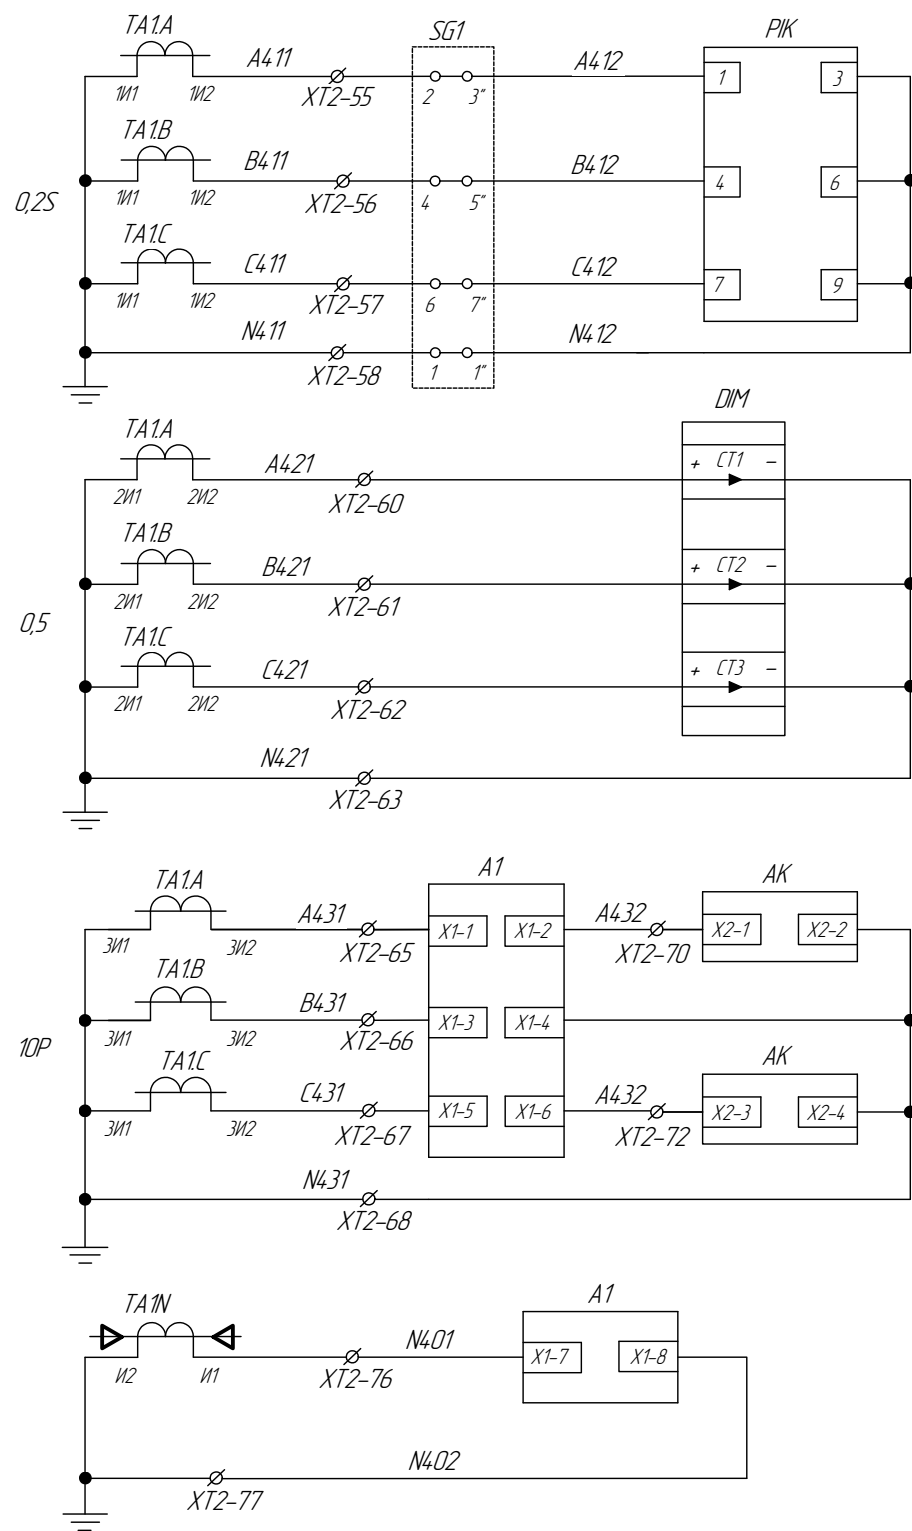 TA1.A
SG1
PIK
A411
A412
1
3
1И1
1И2
XT2-55
2
3"
TA1.B
B411
B412
4
6
0,2S
1И1
1И2
XT2-56
4
5"
TA1.C
C411
C412
7
9
1И1
1И2
XT2-57
6
7"
N411
N412
XT2-58
1
1"
DIM
TA1.A
A421
+ CT1 -
2И1
2И2
XT2-60
TA1.B
B421
+ CT2 -
2И1
2И2
XT2-61
0,5
TA1.C
C421
+ CT3 -
2И1
2И2
XT2-62
N421
XT2-63
A1
AK
TA1.A
A431
X1-1
X1-2
A432
X2-1
X2-2
3И1
3И2
XT2-65
XT2-70
TA1.B
B431
X1-3
X1-4
3И1
3И2
XT2-66
10P
TA1.C
AK
C431
X1-5
X1-6
A432
X2-3
X2-4
3И1
3И2
XT2-67
XT2-72
N431
XT2-68
TA1N
A1
N401
X1-7
X1-8
И2
И1
XT2-76
N402
XT2-77